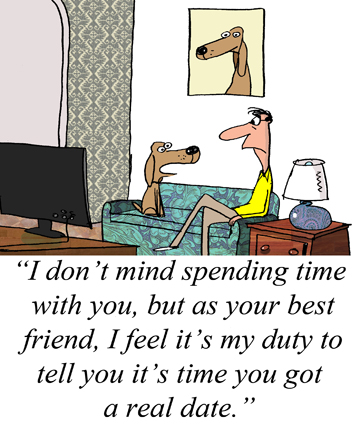 “I don’t mind spending time
with you, but as your best
friend, I feel it’s my duty to
tell you it’s time you got
a real date.”